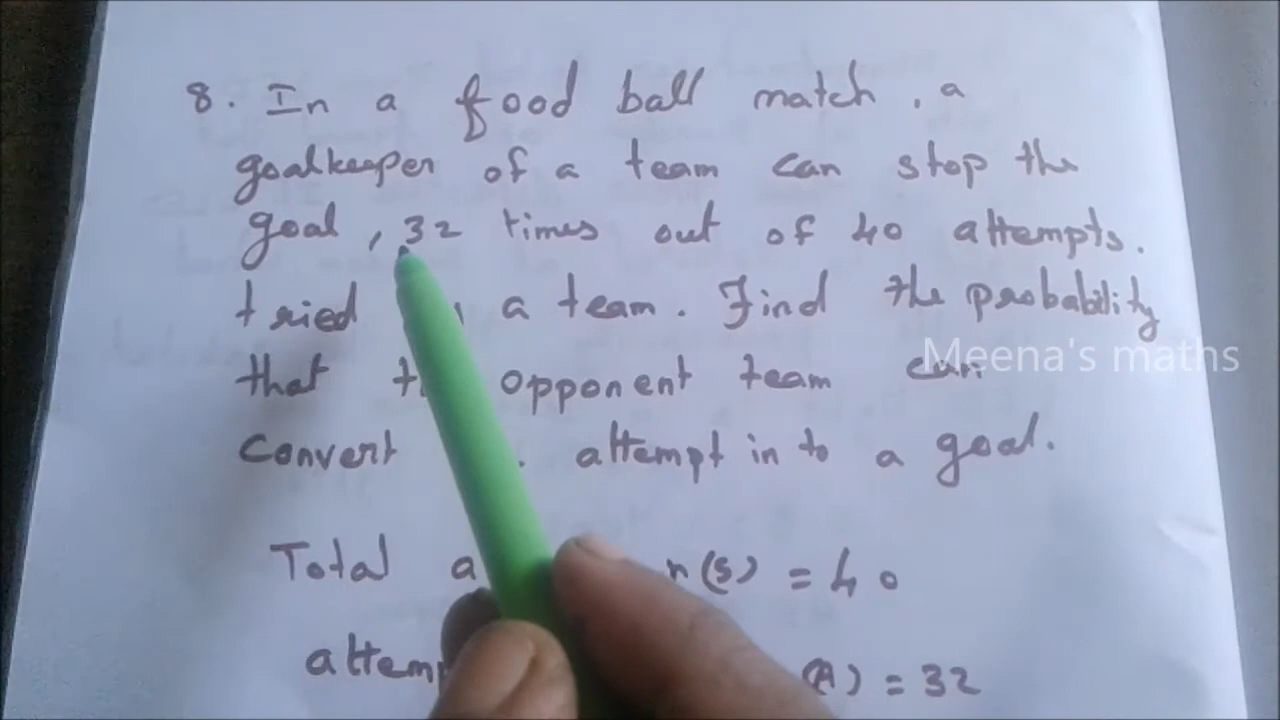 8. In a food ball match, a
goalkeeper of a team can stop the
goal, 32 times out of 40 attempts.
tried a team. Find the probability
Meena's maths
that opponent team can
convert attempt in to a goal.
Total n(s) = 40
(A) = 32